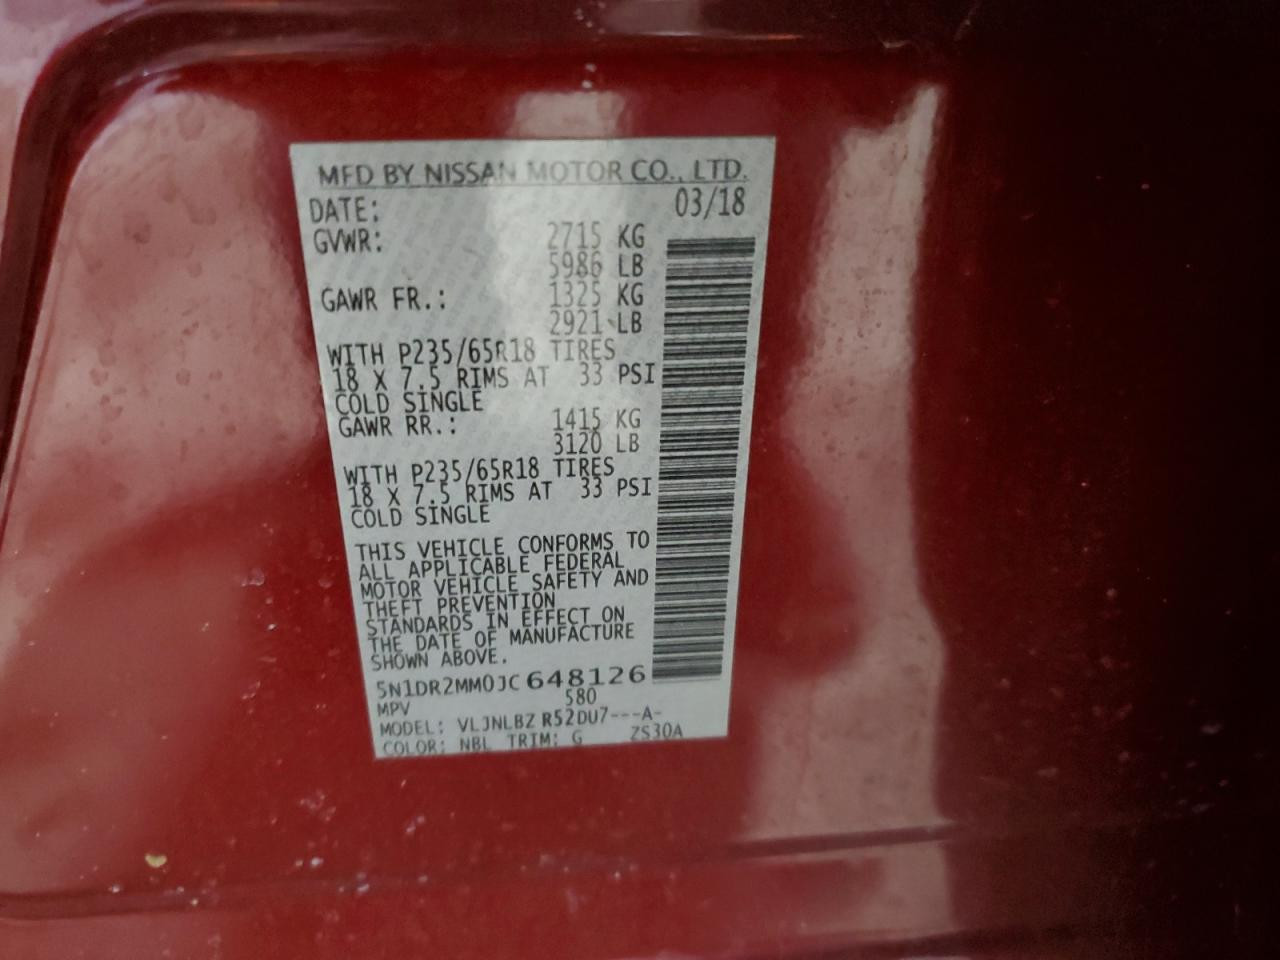 MFD BY NISSAN MOTOR CO., LTD.
DATE: 03/18
GVWR: 2715 KG
5986 LB
GAWR FR.: 1325 KG
2921 LB
WITH P235/65R18 TIRES
18 X 7.5 RIMS AT 33 PSI
COLD SINGLE
GAWR RR.: 1415 KG
3120 LB
WITH P235/65R18 TIRES
18 X 7.5 RIMS AT 33 PSI
COLD SINGLE
THIS VEHICLE CONFORMS TO
ALL APPLICABLE FEDERAL
MOTOR VEHICLE SAFETY AND
THEFT PREVENTION
STANDARDS IN EFFECT ON
THE DATE OF MANUFACTURE
SHOWN ABOVE.
5N1DR2MM0JC648126
MPV 580
MODEL: VLJNLBZ R52DU7---A-
COLOR: NBL TRIM: G ZS30A